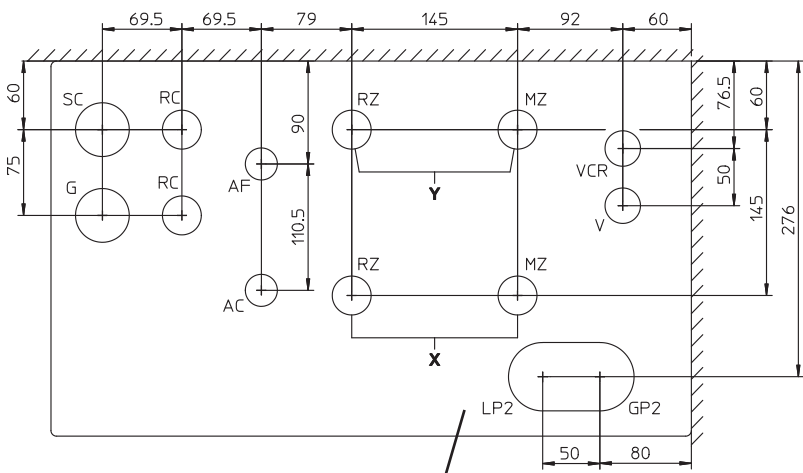 69.5 69.5 79 145 92 60
60
75
SC
RC
G
RC
90
AF
110.5
AC
RZ
MZ
Y
RZ
MZ
X
VCR
V
76.5
50
60
145
276
LP2
GP2
50 80